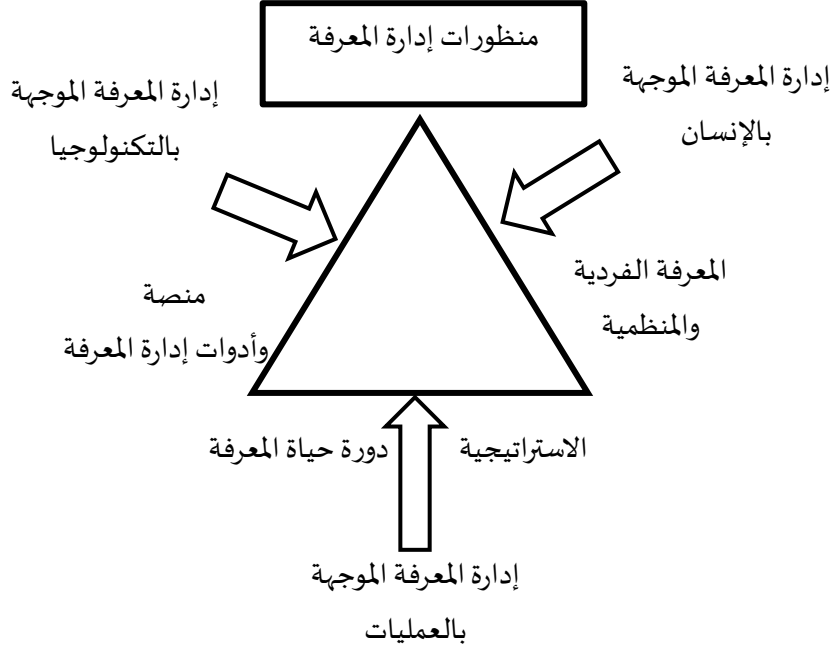 منظورات إدارة المعرفة
إدارة المعرفة الموجهة
بالإنسان
إدارة المعرفة الموجهة
بالتكنولوجيا
المعرفة الفردية
والمنظمية
منصة
وأدوات إدارة المعرفة
الاستراتيجية
دورة حياة المعرفة
إدارة المعرفة الموجهة
بالعمليات